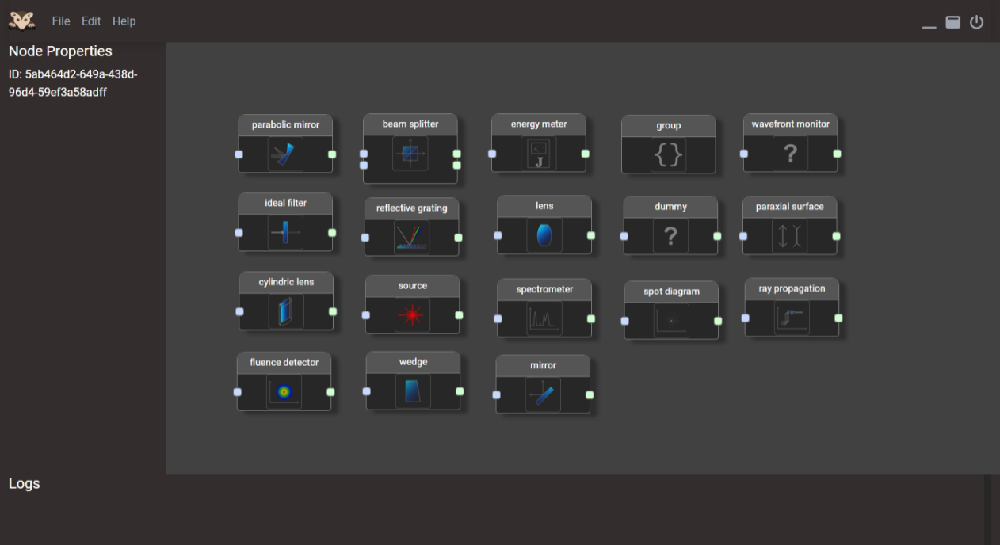 File Edit Help
Node Properties
ID: 5ab464d2-649a-438d-
96d4-59ef3a58adff
parabolic mirror
beam splitter
energy meter
J
group
{}
wavefront monitor
?
ideal filter
reflective grating
lens
dummy
?
paraxial surface
cylindric lens
source
spectrometer
spot diagram
ray propagation
fluence detector
wedge
mirror
Logs